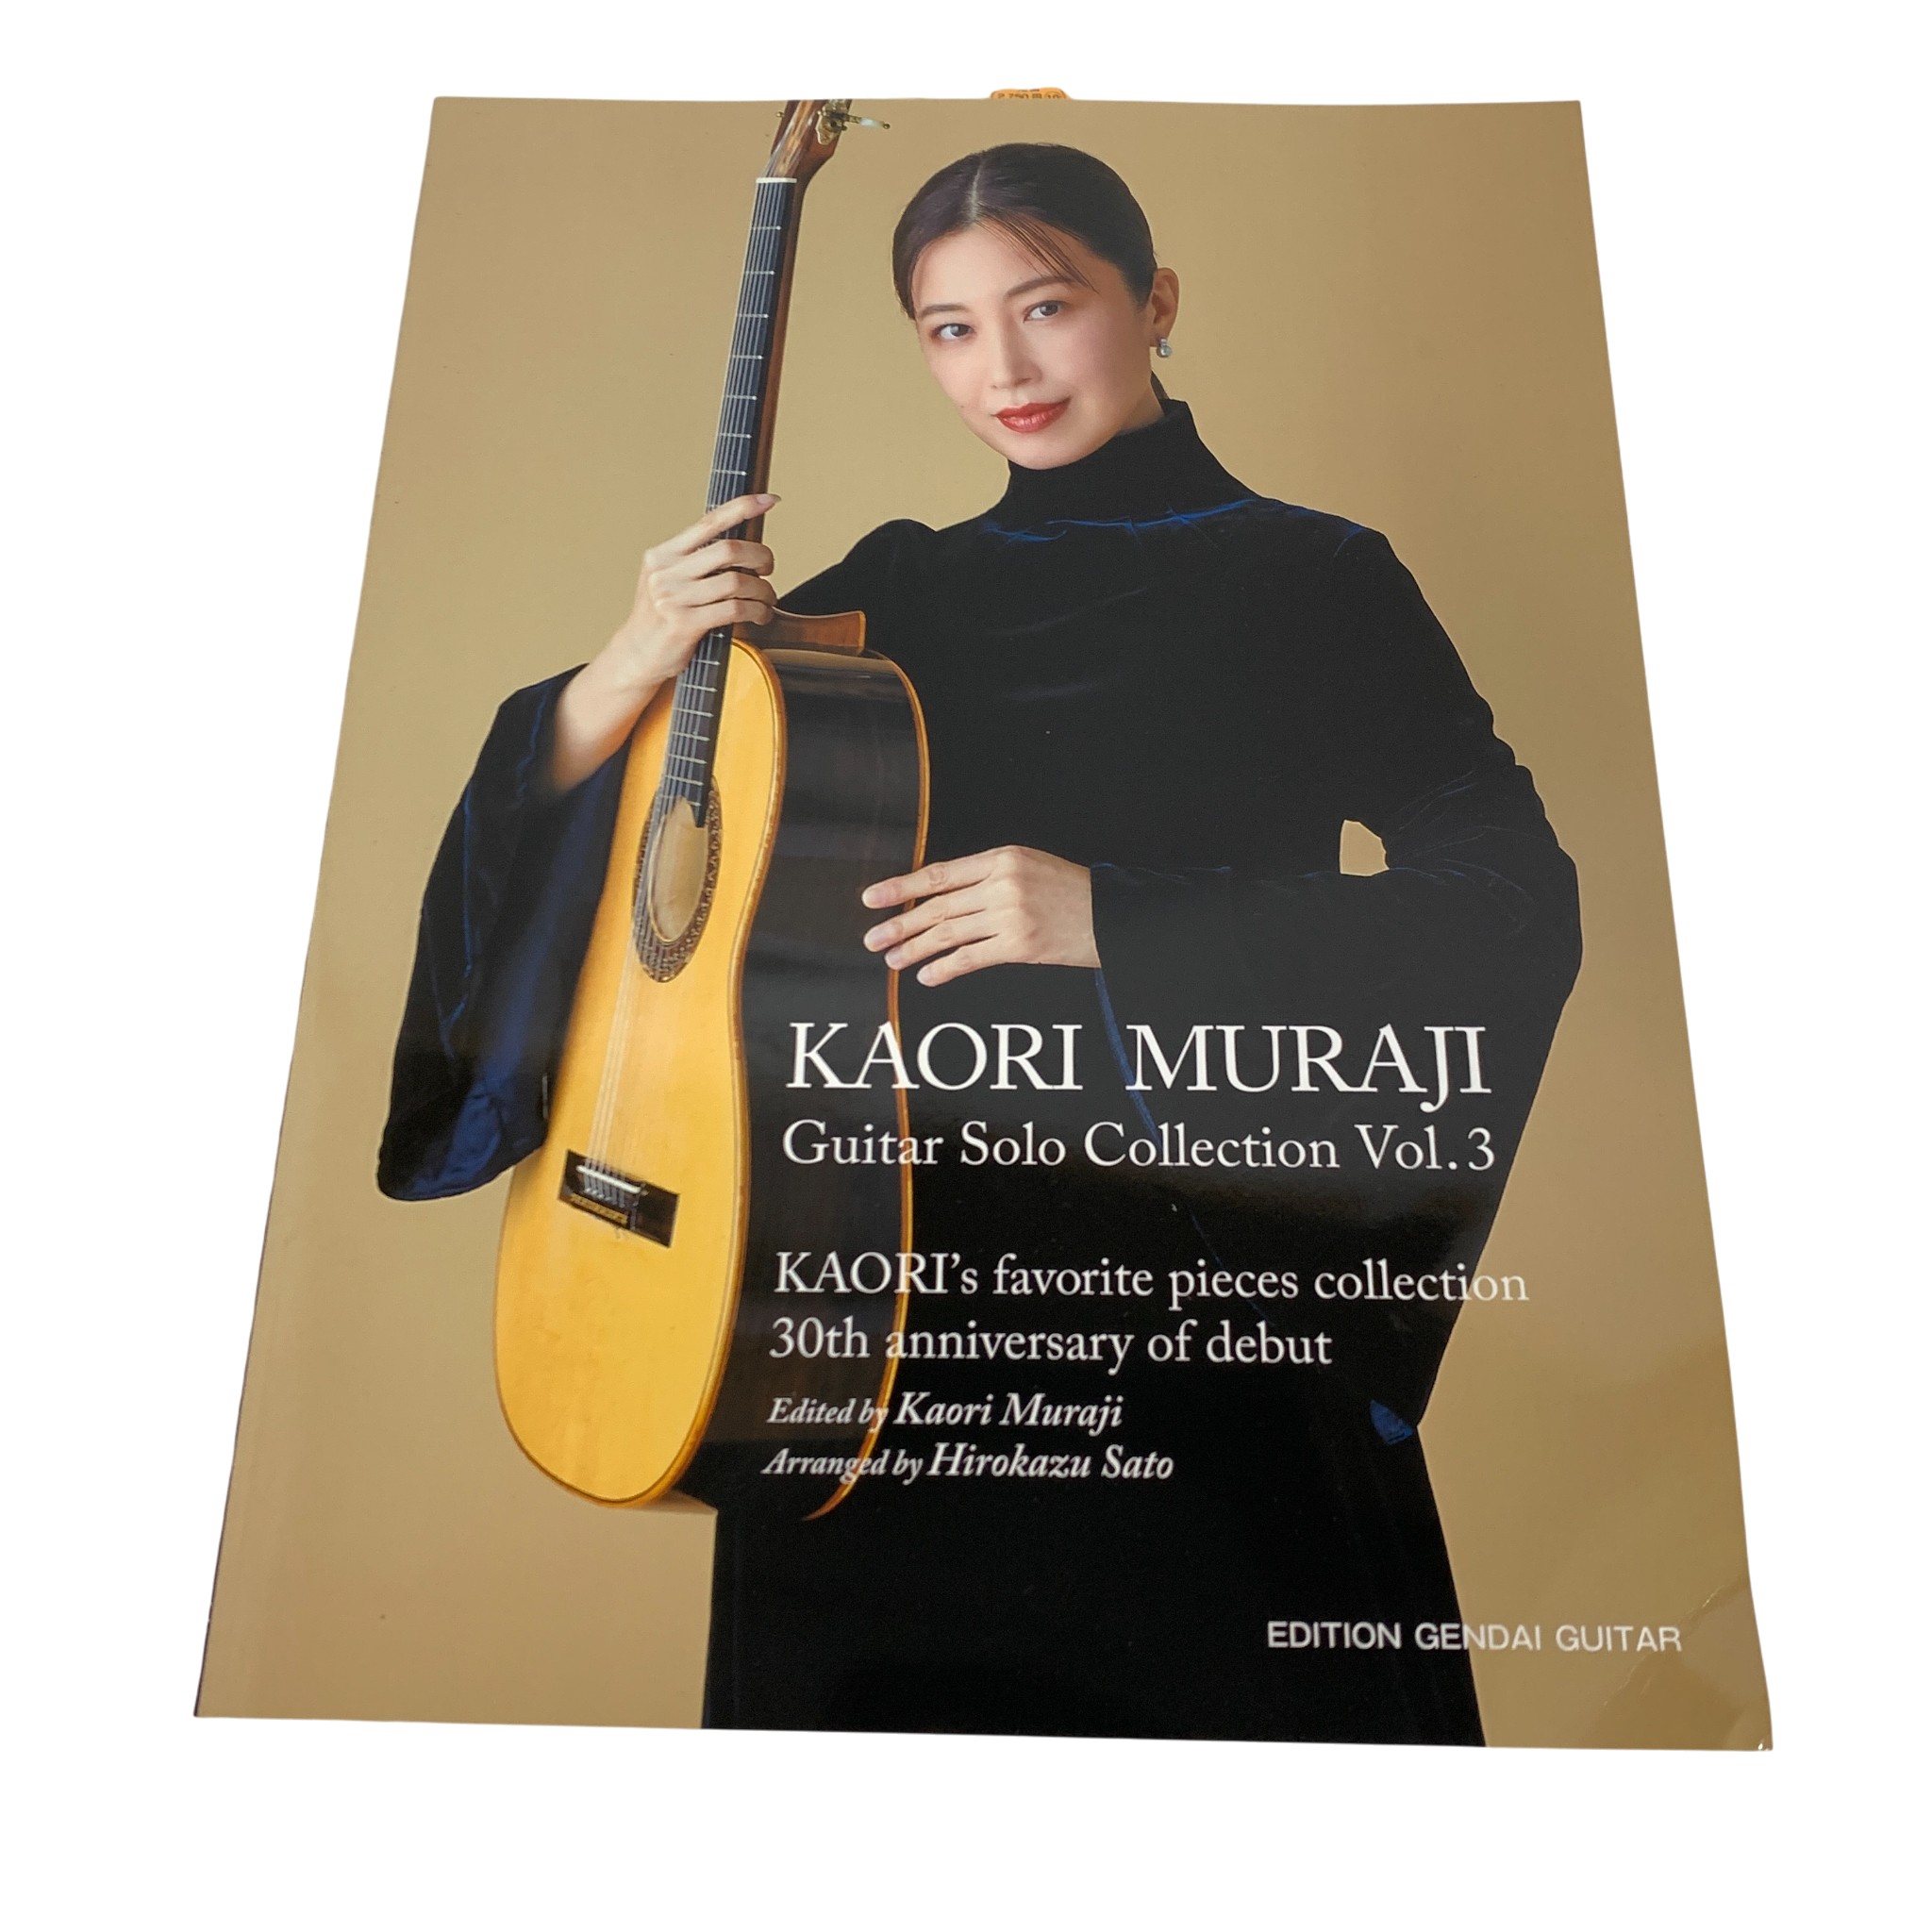 KAORI MURAJI
Guitar Solo Collection Vol.3
KAORI's favorite pieces collection
30th anniversary of debut
Edited by Kaori Muraji
Arranged by Hirokazu Sato
EDITION GENDAI GUITAR